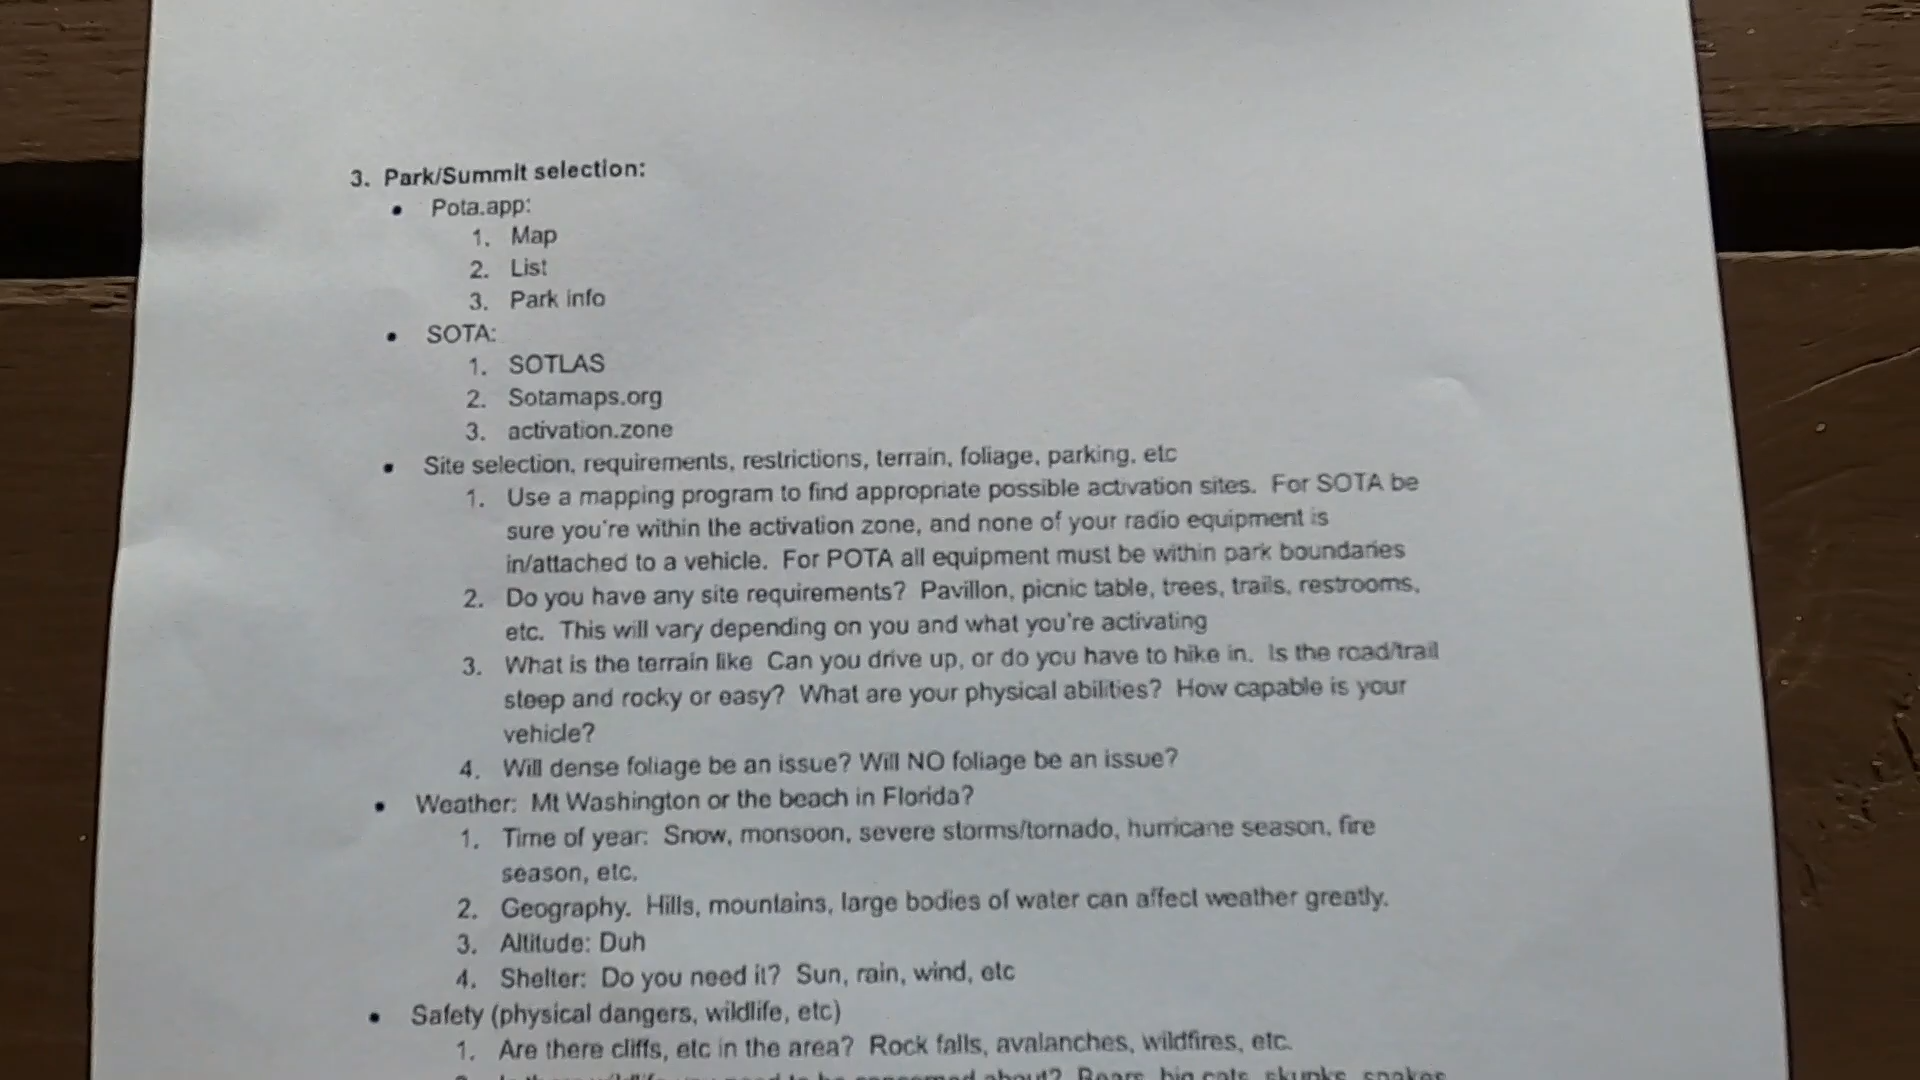 3. Park/Summit selection:
• Pota.app:
1. Map
2. List
3. Park info
• SOTA:
1. SOTLAS
2. Sotamaps.org
3. activation.zone
• Site selection, requirements, restrictions, terrain, foliage, parking, etc
1. Use a mapping program to find appropriate possible activation sites. For SOTA be
sure you're within the activation zone, and none of your radio equipment is
in/attached to a vehicle. For POTA all equipment must be within park boundaries
2. Do you have any site requirements? Pavillon, picnic table, trees, trails, restrooms,
etc. This will vary depending on you and what you're activating
3. What is the terrain like Can you drive up, or do you have to hike in. Is the road/trail
steep and rocky or easy? What are your physical abilities? How capable is your
vehicle?
4. Will dense foliage be an issue? Will NO foliage be an issue?
• Weather: Mt Washington or the beach in Florida?
1. Time of year: Snow, monsoon, severe storms/tornado, hurricane season, fire
season, etc.
2. Geography. Hills, mountains, large bodies of water can affect weather greatly.
3. Altitude: Duh
4. Shelter: Do you need it? Sun, rain, wind, etc
• Safety (physical dangers, wildlife, etc)
1. Are there cliffs, etc in the area? Rock falls, avalanches, wildfires, etc.
need to be concerned about? Bears, big cats, skunks, snakes